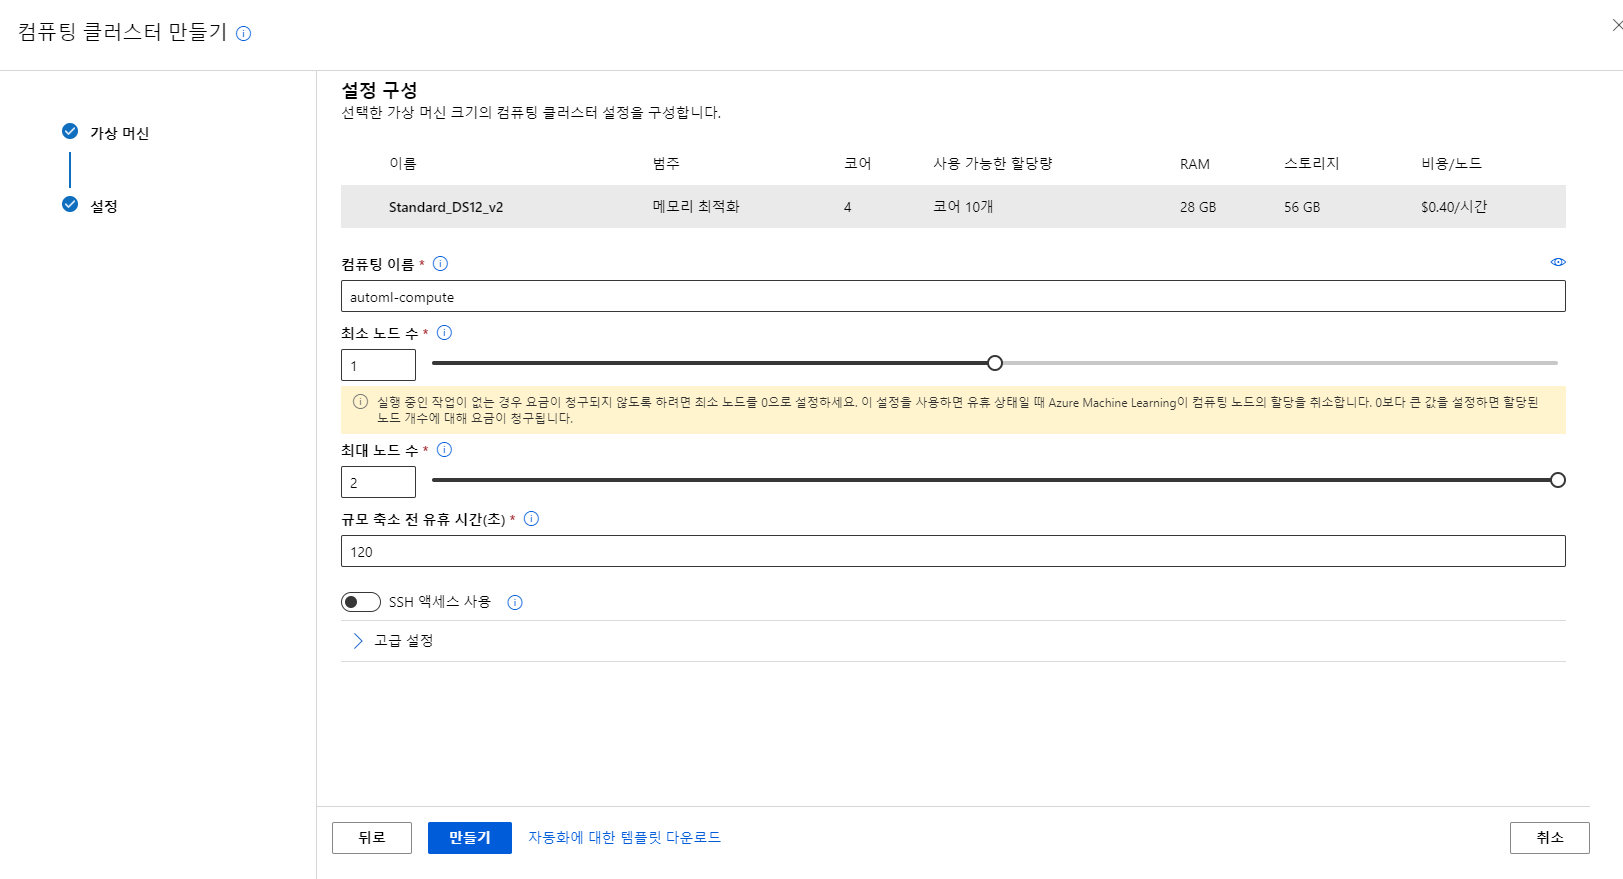 컴퓨팅 클러스터 만들기
가상 머신
설정
설정 구성
선택한 가상 머신 크기의 컴퓨팅 클러스터 설정을 구성합니다.
이름 범주 코어 사용 가능한 할당량 RAM 스토리지 비용/노드
Standard_DS12_v2 메모리 최적화 4 코어 10개 28 GB 56 GB $0.40/시간
컴퓨팅 이름 *
automl-compute
최소 노드 수 *
1
실행 중인 작업이 없는 경우 요금이 청구되지 않도록 하려면 최소 노드를 0으로 설정하세요. 이 설정을 사용하면 유휴 상태일 때 Azure Machine Learning이 컴퓨팅 노드의 할당을 취소합니다. 0보다 큰 값을 설정하면 할당된
노드 개수에 대해 요금이 청구됩니다.
최대 노드 수 *
2
규모 축소 전 유휴 시간(초) *
120
SSH 액세스 사용
고급 설정
뒤로 만들기 자동화에 대한 템플릿 다운로드 취소